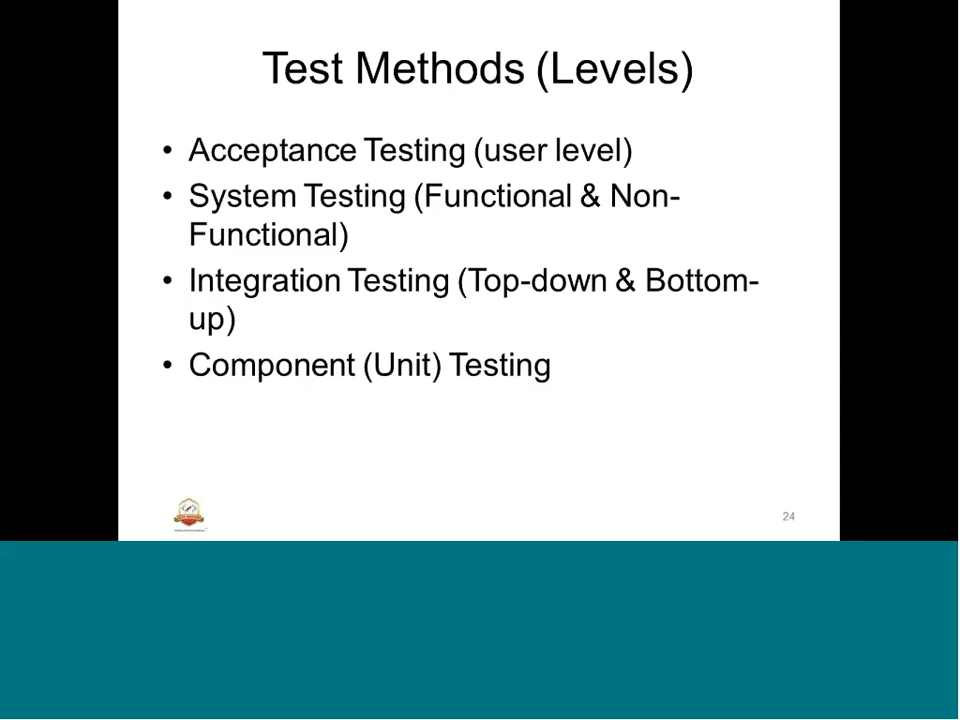 Test Methods (Levels)
• Acceptance Testing (user level)
• System Testing (Functional & Non-
Functional)
• Integration Testing (Top-down & Bottom-
up)
• Component (Unit) Testing
24